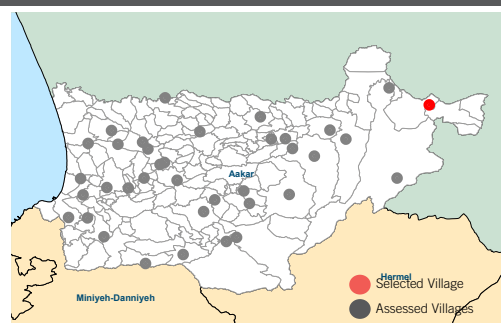 Aakar
Hermel
Selected Village
Miniyeh-Danniyeh
Assessed Villages